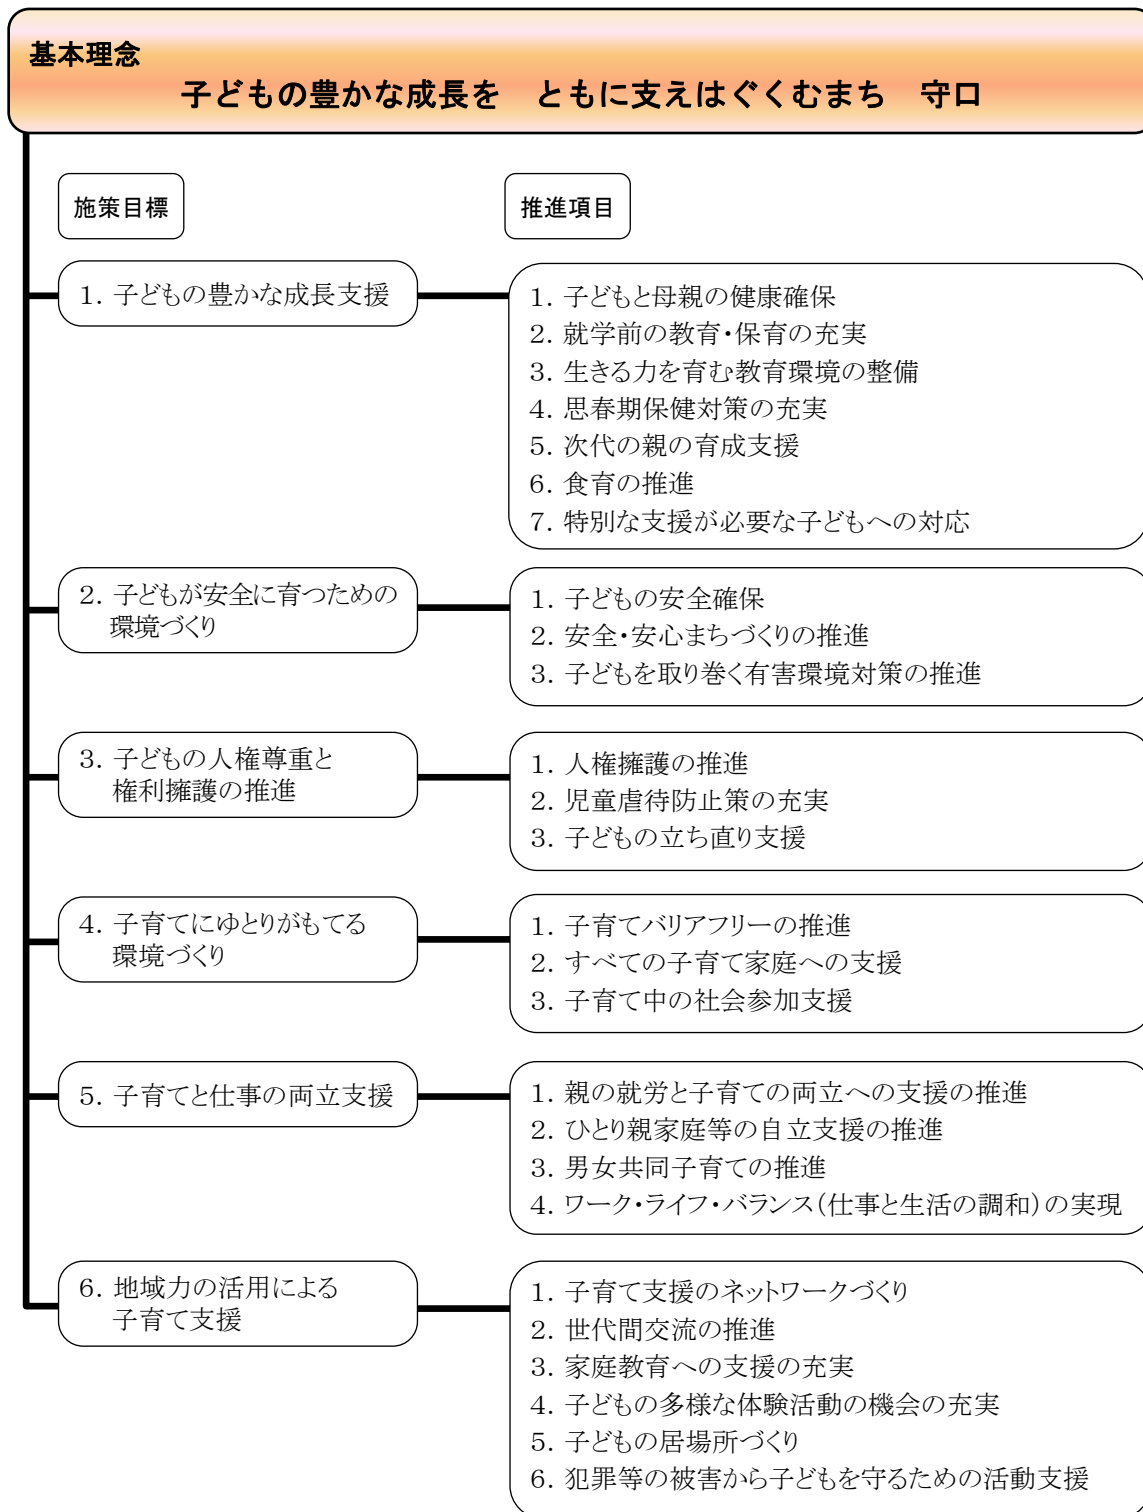 基本理念
子どもの豊かな成長を　ともに支えはぐくむまち　守口
施策目標
推進項目
1．子どもの豊かな成長支援
1．子どもと母親の健康確保
2．就学前の教育・保育の充実
3．生きる力を育む教育環境の整備
4．思春期保健対策の充実
5．次代の親の育成支援
6．食育の推進
7．特別な支援が必要な子どもへの対応
2．子どもが安全に育つための
環境づくり
1．子どもの安全確保
2．安全・安心まちづくりの推進
3．子どもを取り巻く有害環境対策の推進
3．子どもの人権尊重と
権利擁護の推進
1．人権擁護の推進
2．児童虐待防止策の充実
3．子どもの立ち直り支援
4．子育てにゆとりがもてる
環境づくり
1．子育てバリアフリーの推進
2．すべての子育て家庭への支援
3．子育て中の社会参加支援
5．子育てと仕事の両立支援
1．親の就労と子育ての両立への支援の推進
2．ひとり親家庭等の自立支援の推進
3．男女共同子育ての推進
4．ワーク・ライフ・バランス（仕事と生活の調和）の実現
6．地域力の活用による
子育て支援
1．子育て支援のネットワークづくり
2．世代間交流の推進
3．家庭教育への支援の充実
4．子どもの多様な体験活動の機会の充実
5．子どもの居場所づくり
6．犯罪等の被害から子どもを守るための活動支援